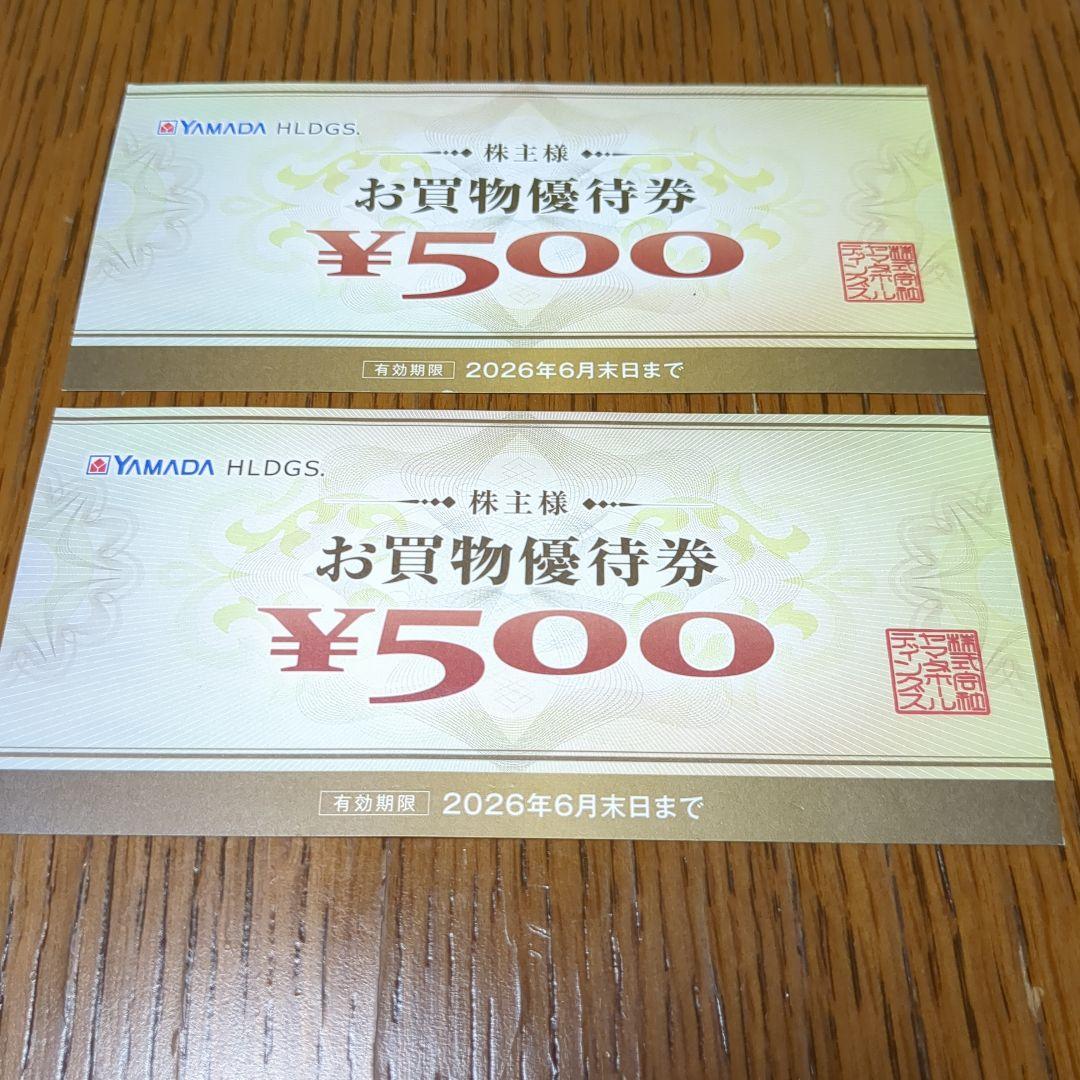 YAMADA HLDGS.
株主様
お買物優待券
¥500
株式会社
ヤマダホール
ディングス
有効期限 2026年6月末日まで
YAMADA HLDGS.
株主様
お買物優待券
¥500
株式会社
ヤマダホール
ディングス
有効期限 2026年6月末日まで